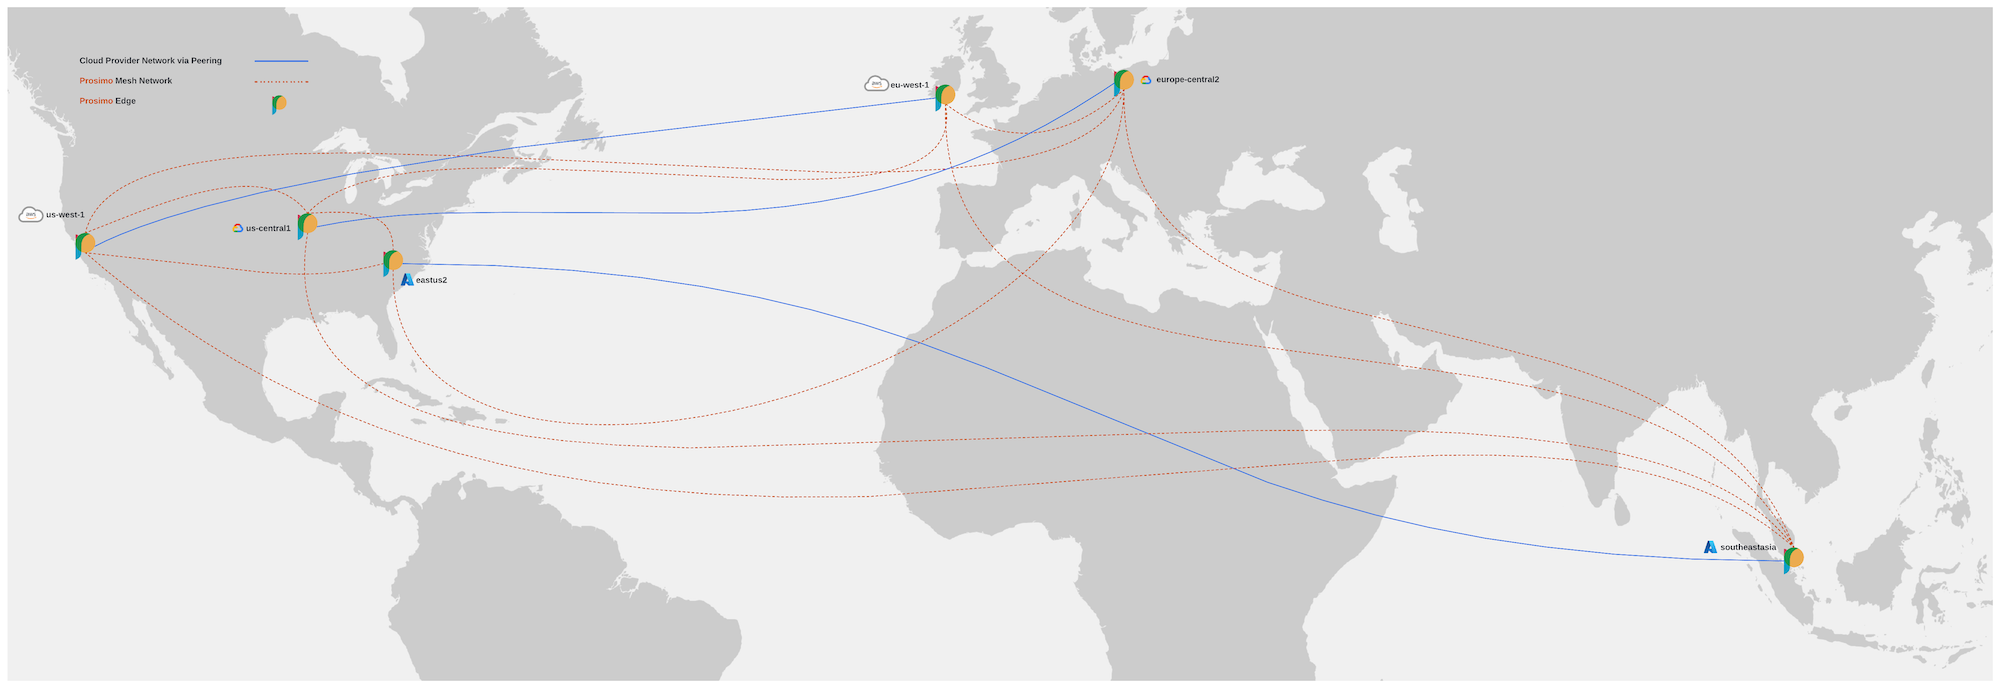 Cloud Provider Network via Peering
Prosimo Mesh Network
Prosimo Edge
aws
eu-west-1
europe-central2
aws
us-west-1
us-central1
eastus2
southeastasia